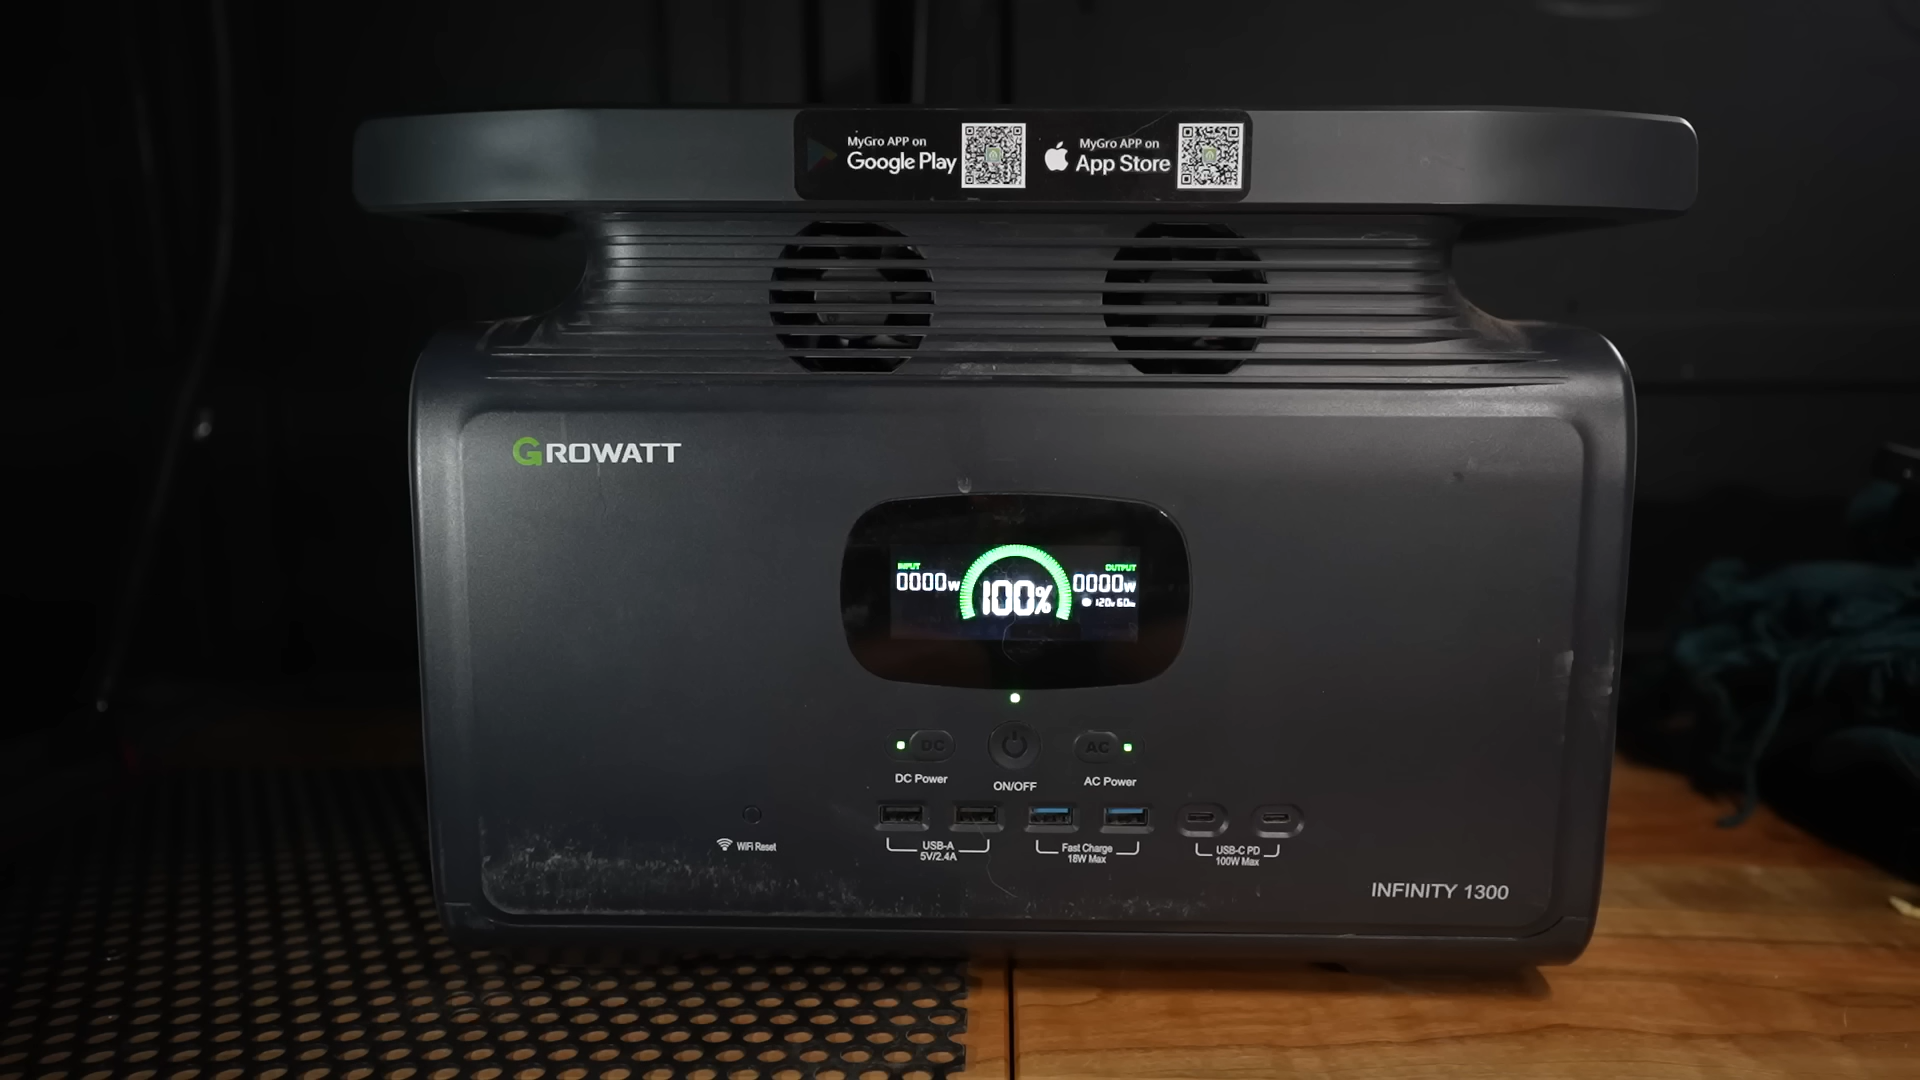 MyGro APP on
Google Play
MyGro APP on
App Store
GROWATT
INPUT
0000W
100%
OUTPUT
0000W
120V 60Hz
DC
AC
DC Power
ON/OFF
AC Power
WiFi Reset
USB-A
5V/2.4A
Fast Charge
18W Max
USB-C PD
100W Max
INFINITY 1300